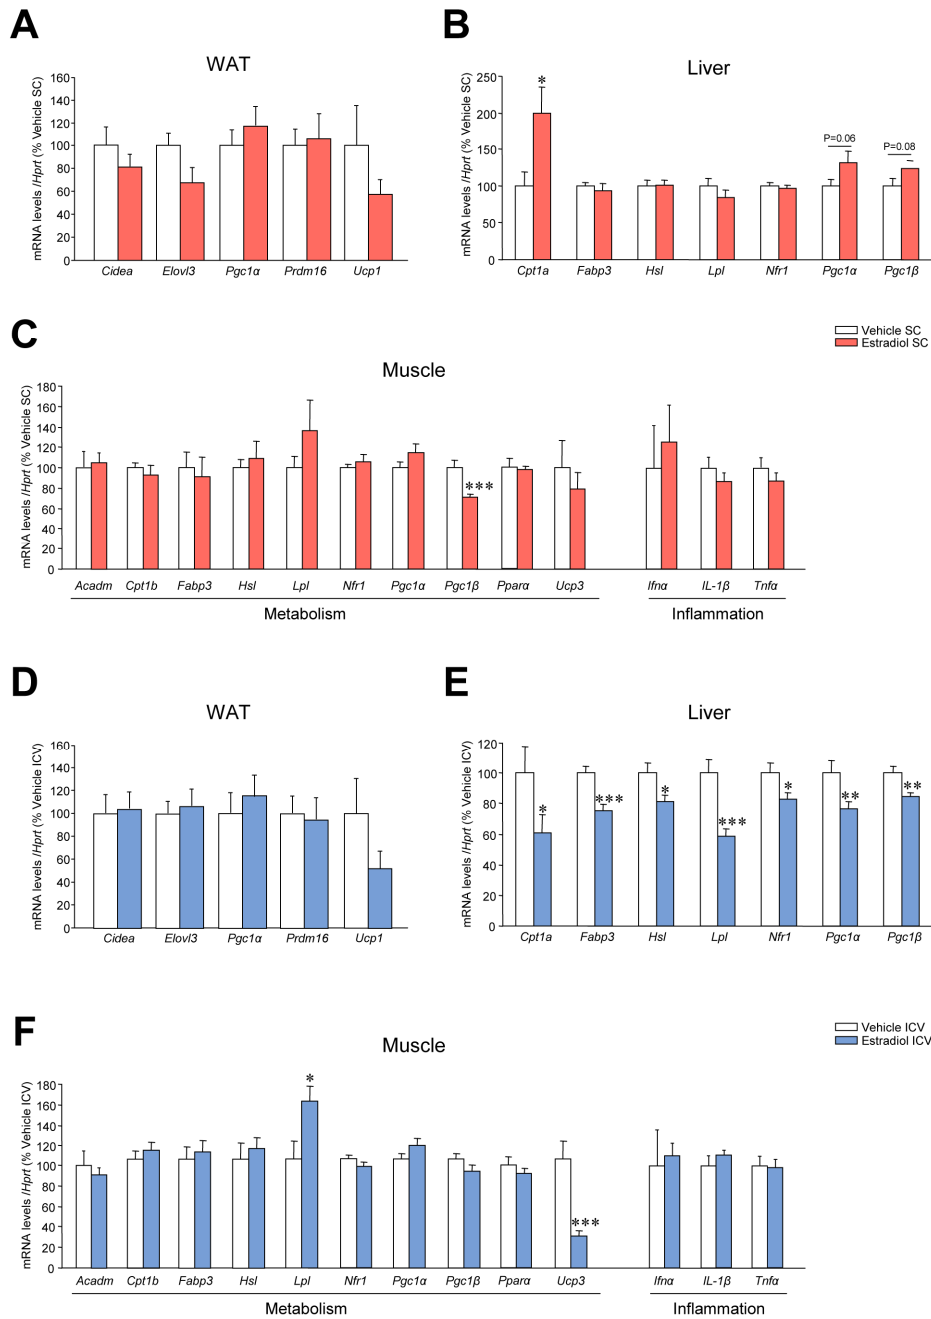 A
WAT
mRNA levels /Hprt (% Vehicle SC)
160
140
120
100
80
60
40
20
0
Cidea Elovl3 Pgc1α Prdm16 Ucp1
B
Liver
mRNA levels /Hprt (% Vehicle SC)
250
200
150
100
50
0
*
P=0.06
P=0.08
Cpt1a Fabp3 Hsl Lpl Nfr1 Pgc1α Pgc1β
Vehicle SC
Estradiol SC
C
Muscle
mRNA levels /Hprt (% Vehicle SC)
180
160
140
120
100
80
60
40
20
0
***
Acadm Cpt1b Fabp3 Hsl Lpl Nfr1 Pgc1α Pgc1β Pparα Ucp3 Ifnα IL-1β Tnfα
Metabolism Inflammation
D
WAT
mRNA levels /Hprt (% Vehicle ICV)
160
140
120
100
80
60
40
20
0
Cidea Elovl3 Pgc1α Prdm16 Ucp1
E
Liver
mRNA levels /Hprt (% Vehicle ICV)
120
100
80
60
40
20
0
* *** * *** * ** **
Cpt1a Fabp3 Hsl Lpl Nfr1 Pgc1α Pgc1β
Vehicle ICV
Estradiol ICV
F
Muscle
mRNA levels /Hprt (% Vehicle ICV)
180
160
140
120
100
80
60
40
20
0
* ***
Acadm Cpt1b Fabp3 Hsl Lpl Nfr1 Pgc1α Pgc1β Pparα Ucp3 Ifnα IL-1β Tnfα
Metabolism Inflammation